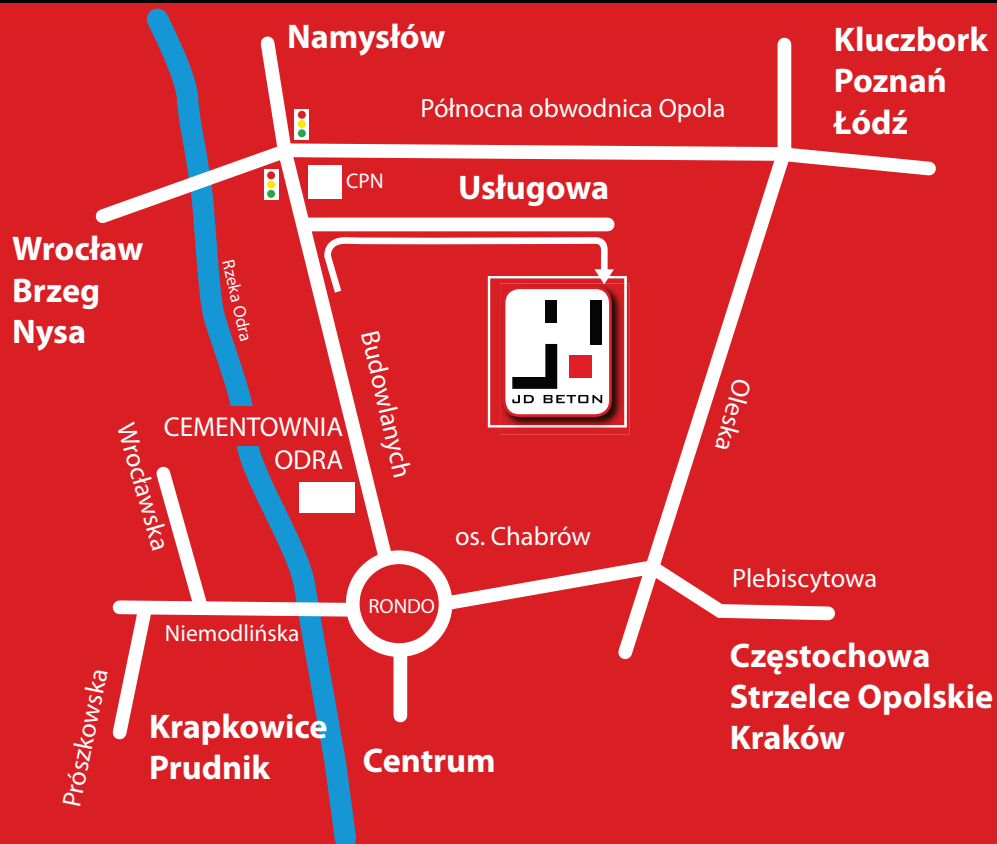 Namysłów
Kluczbork
Poznań
Łódź
Północna obwodnica Opola
CPN
Usługowa
Wrocław
Brzeg
Nysa
Rzeka Odra
Budowlanych
JD BETON
Oleska
CEMENTOWNIA
ODRA
Wrocławska
os. Chabrów
Plebiscytowa
RONDO
Niemodlińska
Częstochowa
Strzelce Opolskie
Kraków
Prószkowska
Krapkowice
Prudnik
Centrum